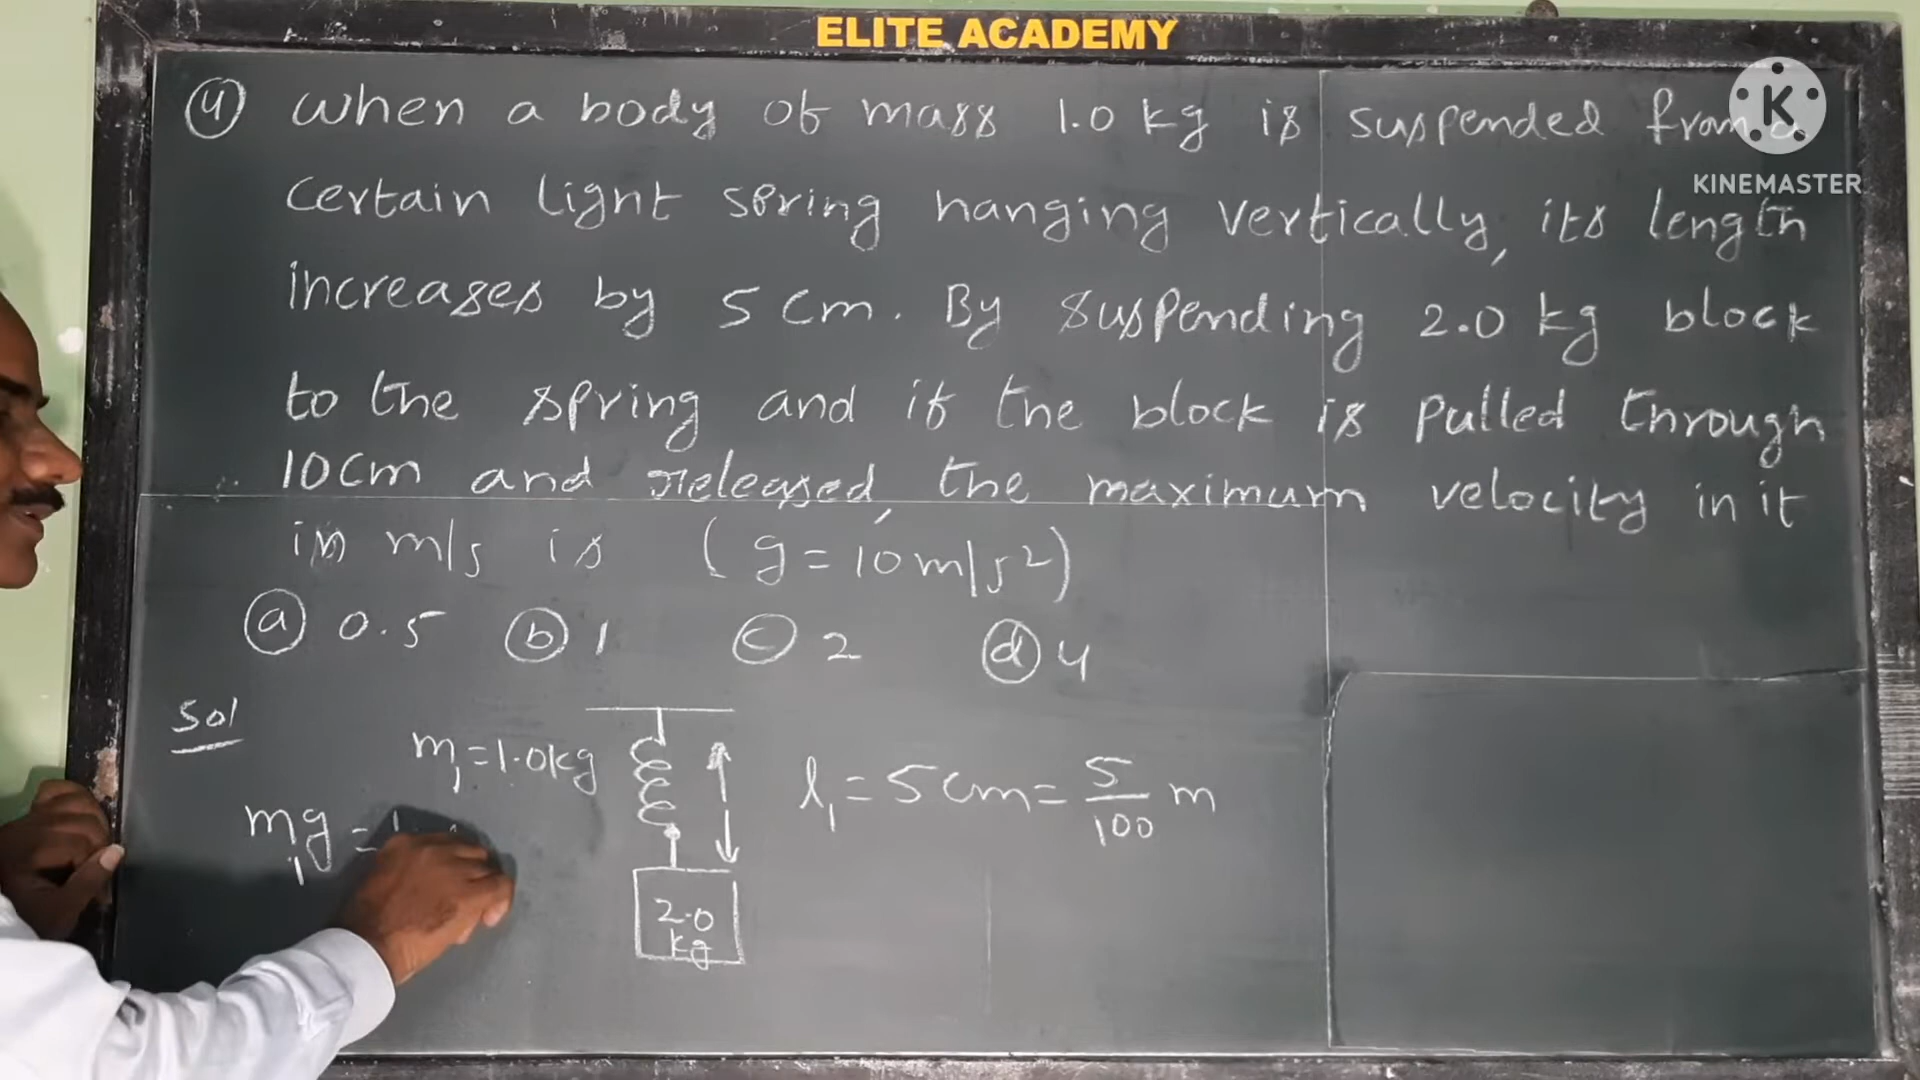 ELITE ACADEMY
K
KINEMASTER
④ when a body of mass 1.0 kg is suspended from a
certain light spring hanging vertically, its length
increases by 5 cm. By suspending 2.0 kg block
to the spring and if the block is pulled through
10cm and released, the maximum velocity in it
in m/s is (g = 10 m/s²)
ⓐ 0.5 ⓑ 1 ⓒ 2 ⓓ 4
Sol
m₁ = 1.0kg
l₁ = 5cm = 5/100 m
m₁g =
2.0
kg